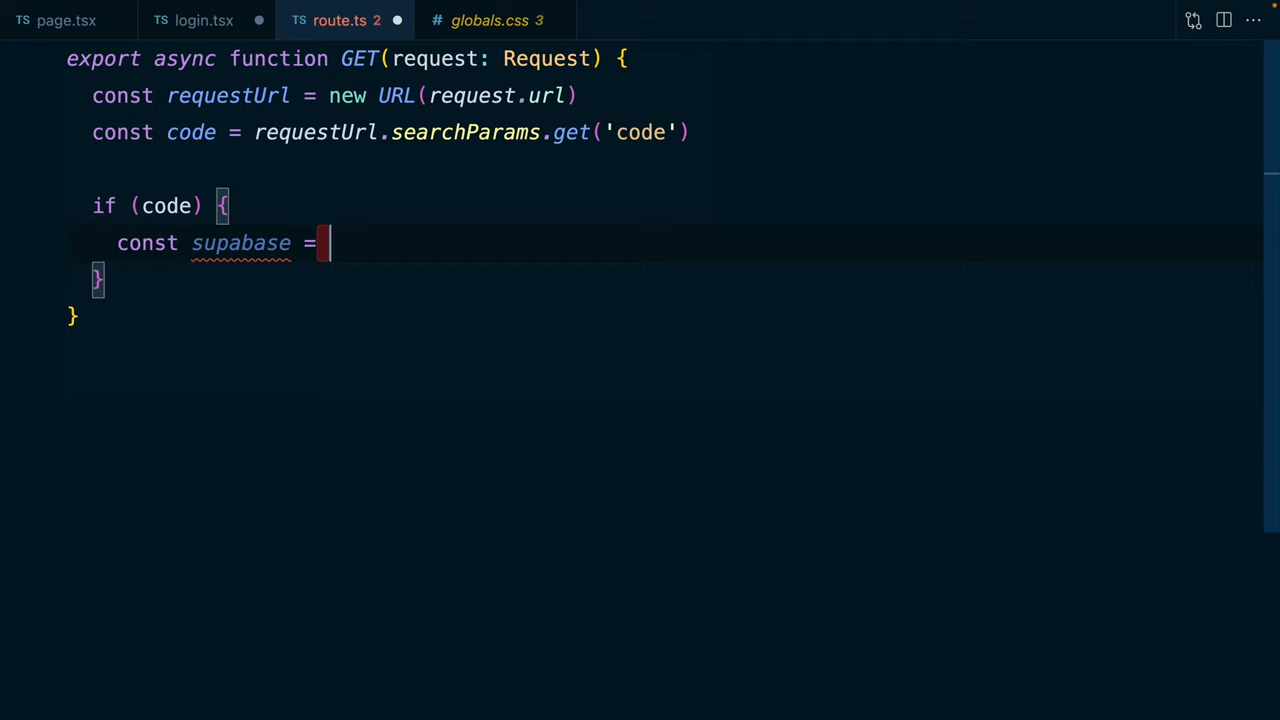 TS page.tsx TS login.tsx TS route.ts 2 # globals.css 3
export async function GET(request: Request) {
const requestUrl = new URL(request.url)
const code = requestUrl.searchParams.get('code')
if (code) {
const supabase =
}
}